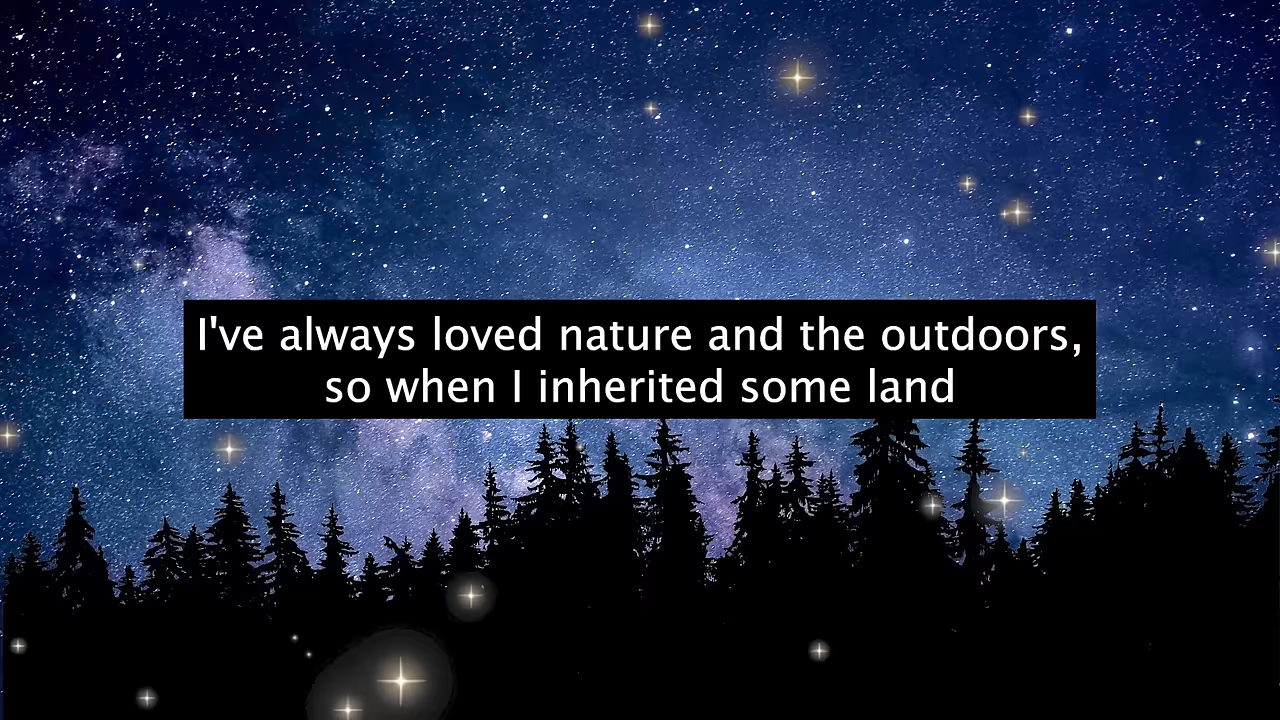 I've always loved nature and the outdoors,
so when I inherited some land